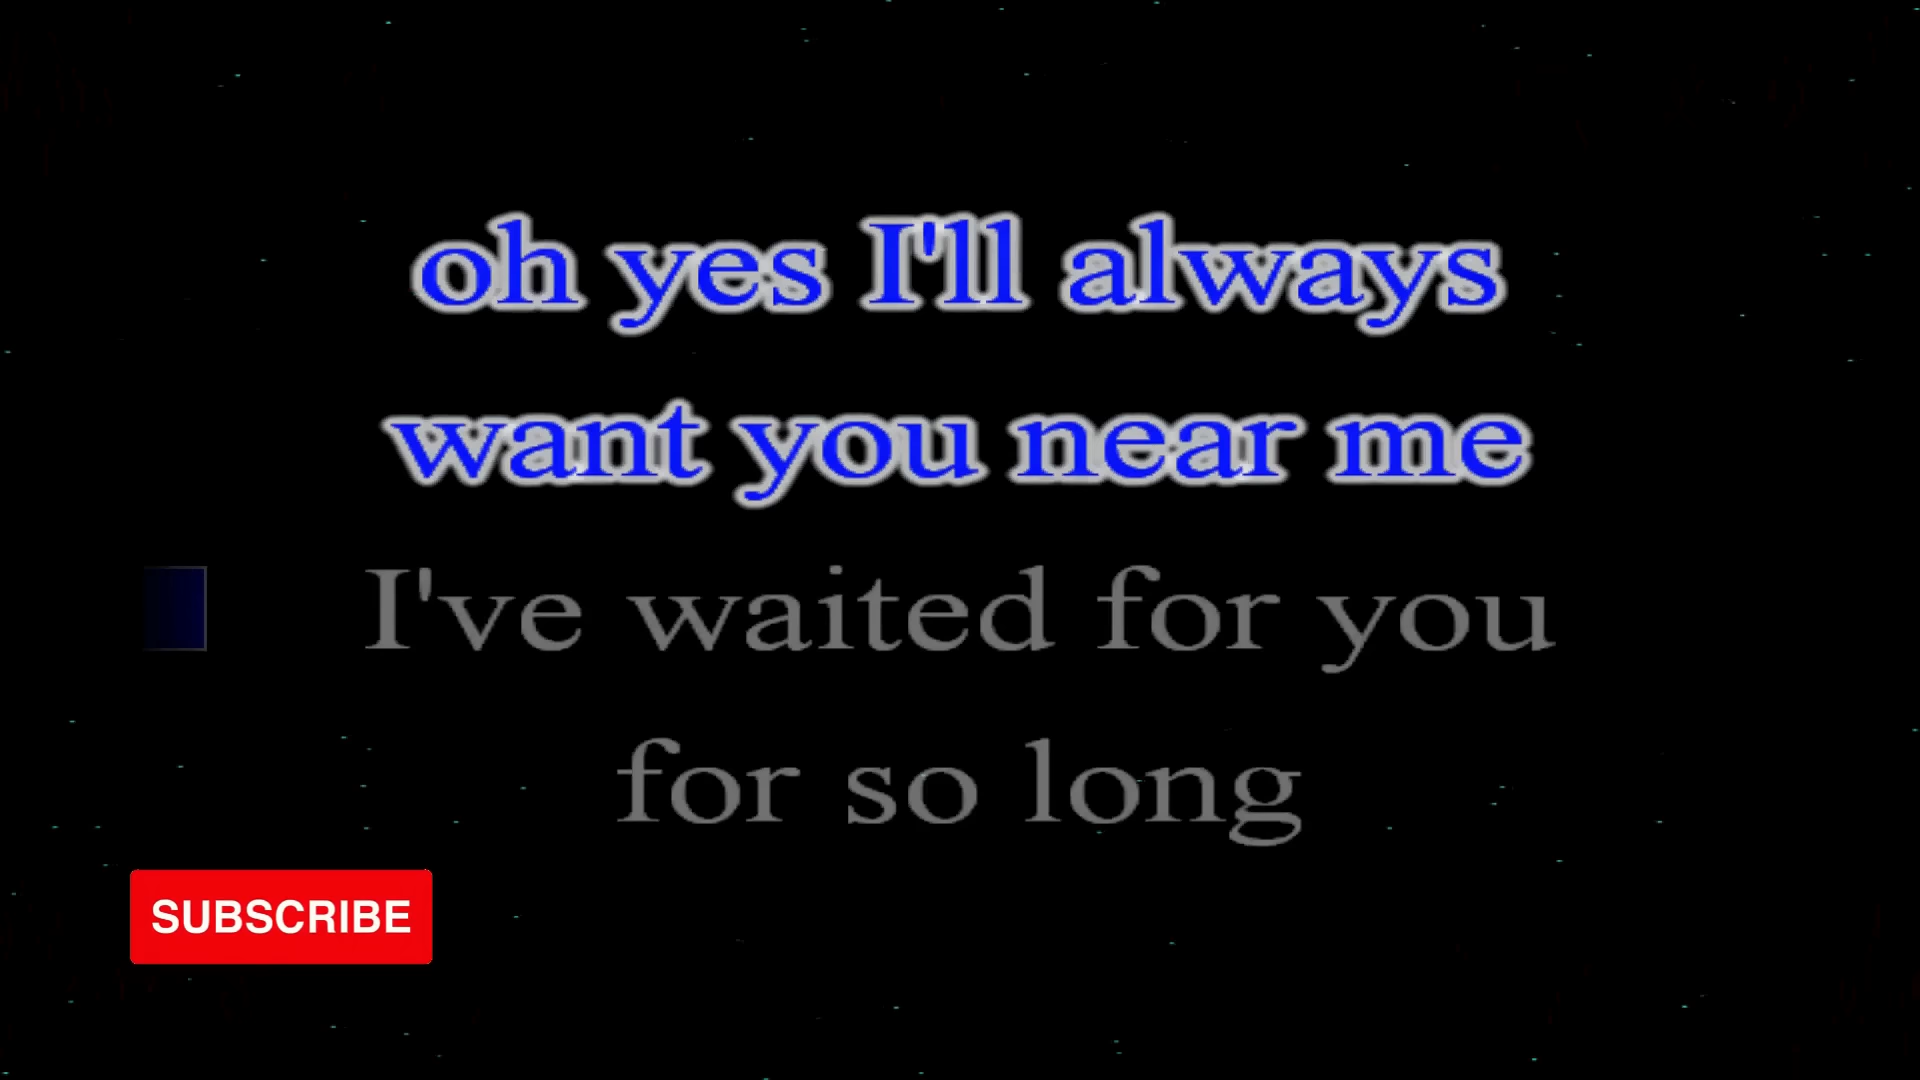 oh yes I'll always
want you near me
I've waited for you
for so long
SUBSCRIBE